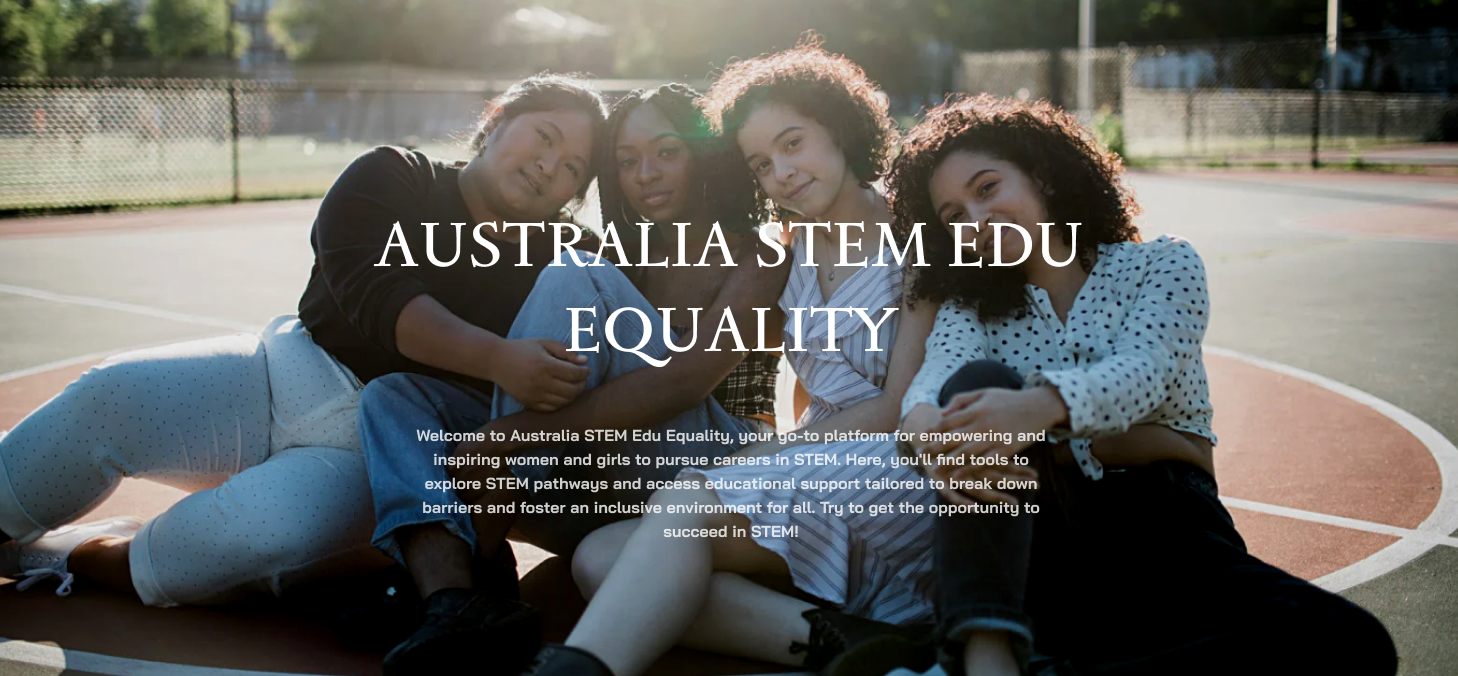 AUSTRALIA STEM EDU
EQUALITY
Welcome to Australia STEM Edu Equality, your go-to platform for empowering and
inspiring women and girls to pursue careers in STEM. Here, you'll find tools to
explore STEM pathways and access educational support tailored to break down
barriers and foster an inclusive environment for all. Try to get the opportunity to
succeed in STEM!